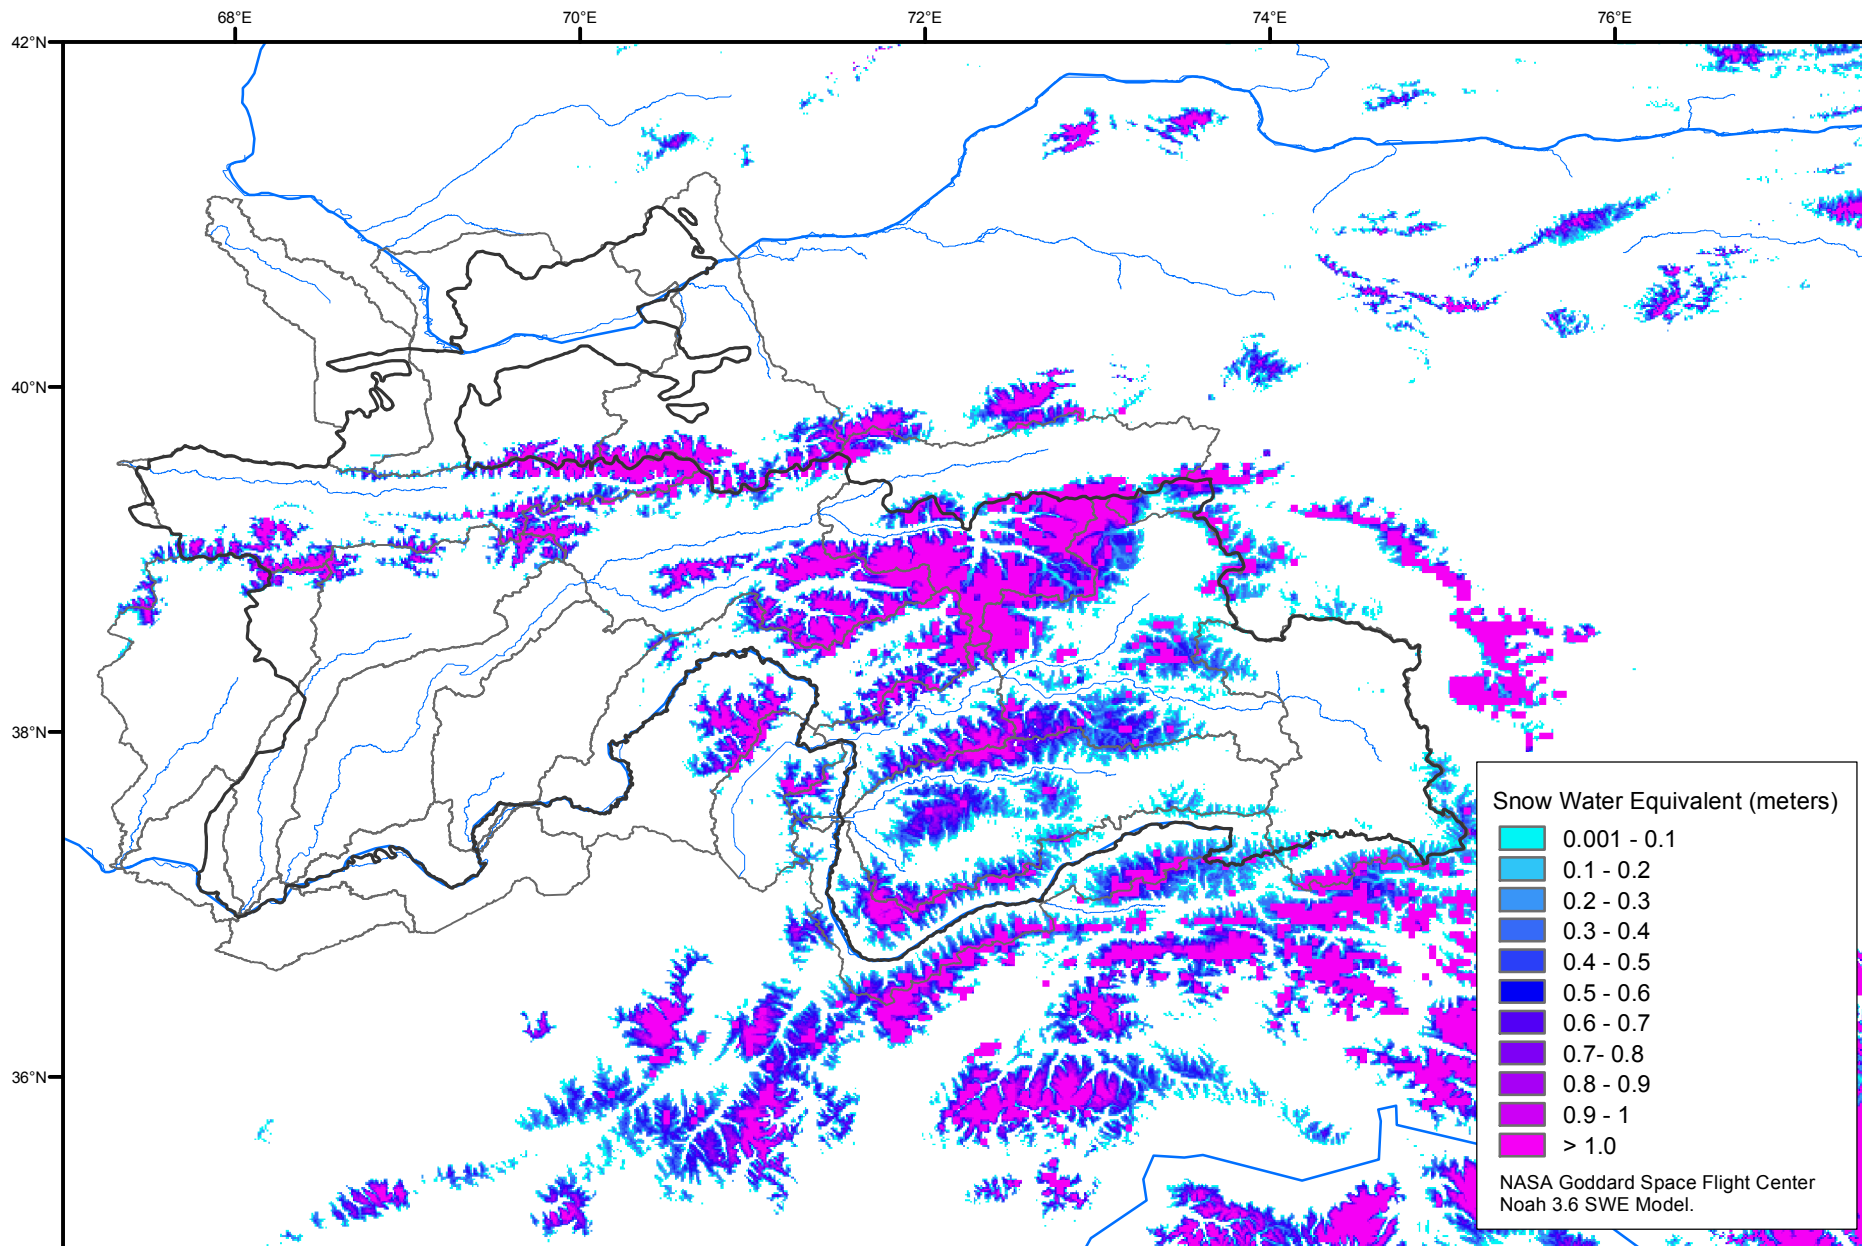 68°E 70°E 72°E 74°E 76°E
42°N
40°N
38°N
36°N
Snow Water Equivalent (meters)
0.001 - 0.1
0.1 - 0.2
0.2 - 0.3
0.3 - 0.4
0.4 - 0.5
0.5 - 0.6
0.6 - 0.7
0.7- 0.8
0.8 - 0.9
0.9 - 1
> 1.0
NASA Goddard Space Flight Center
Noah 3.6 SWE Model.